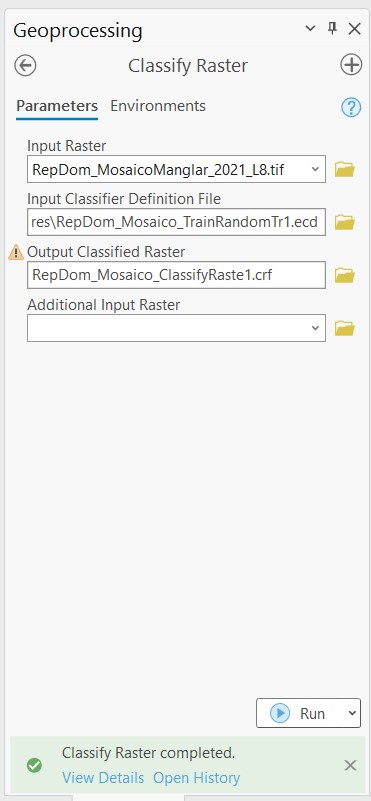 Geoprocessing
Classify Raster
Parameters Environments
Input Raster
RepDom_MosaicoManglar_2021_L8.tif
Input Classifier Definition File
res\RepDom_Mosaico_TrainRandomTr1.ecd
Output Classified Raster
RepDom_Mosaico_ClassifyRaste1.crf
Additional Input Raster
Run
Classify Raster completed.
View Details Open History